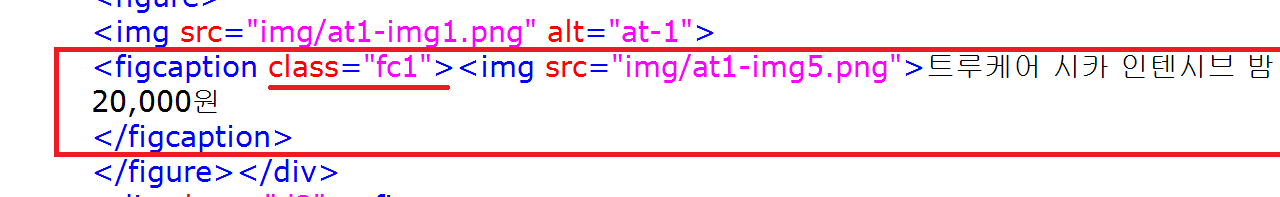 <figure>
<img src="img/at1-img1.png" alt="at-1">
<figcaption class="fc1"><img src="img/at1-img5.png">트루케어 시카 인텐시브 밤
20,000원
</figcaption>
</figure></div>